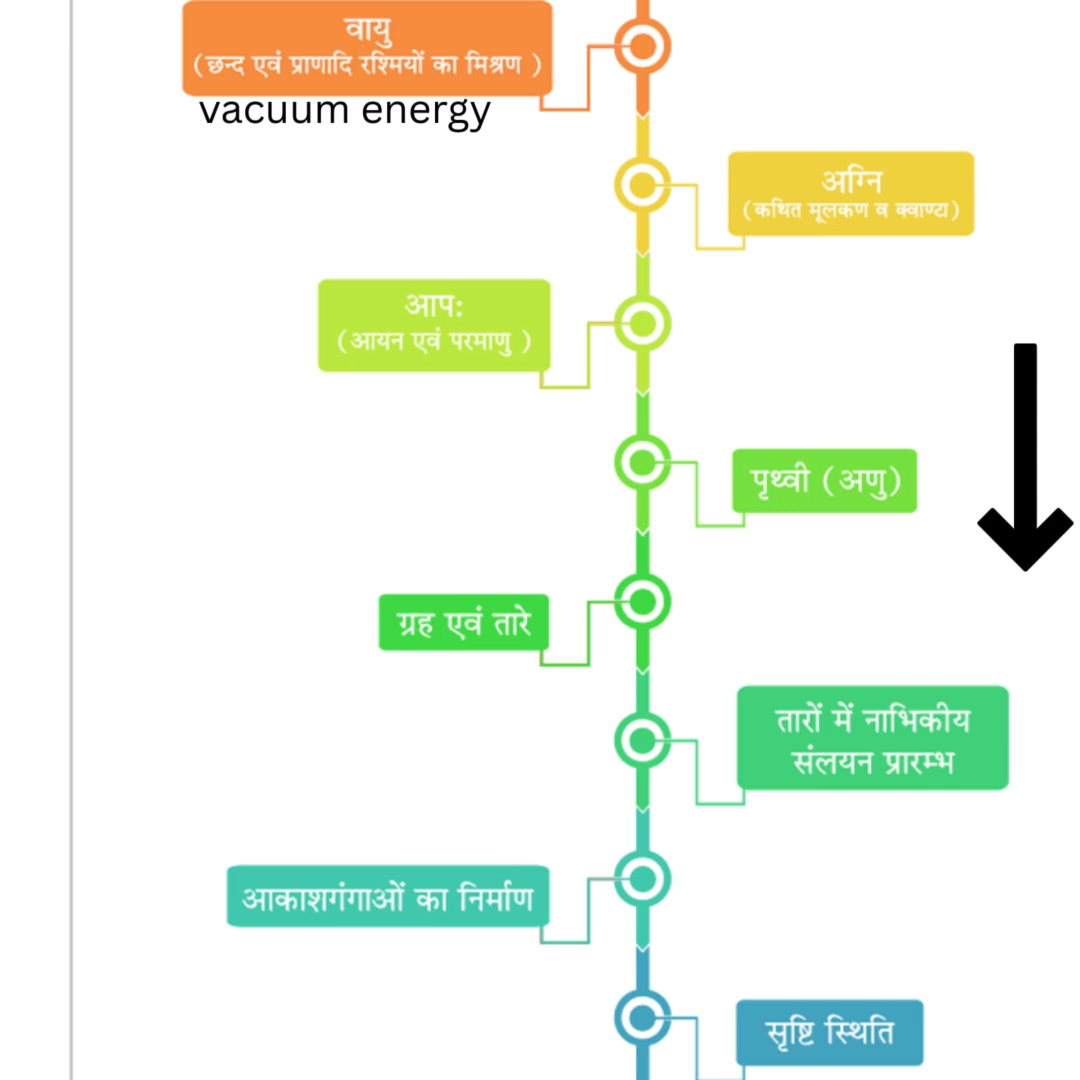 वायु
(छन्द एवं प्राणादि रश्मियों का मिश्रण )
vacuum energy
अग्नि
(कथित मूलकण व क्वाण्टा)
आप:
(आयन एवं परमाणु )
पृथ्वी (अणु)
ग्रह एवं तारे
तारों में नाभिकीय
संलयन प्रारम्भ
आकाशगंगाओं का निर्माण
सृष्टि स्थिति